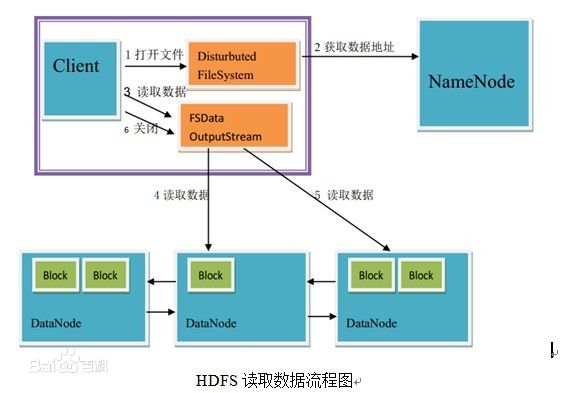 Client
1 打开文件
Disturbted
FileSystem
2 获取数据地址
NameNode
3 读取数据
6 关闭
FSData
OutputStream
4 读取数据
5 读取数据
Block
Block
DataNode
Block
DataNode
Block
Block
DataNode
Bai百科
HDFS 读取数据流程图